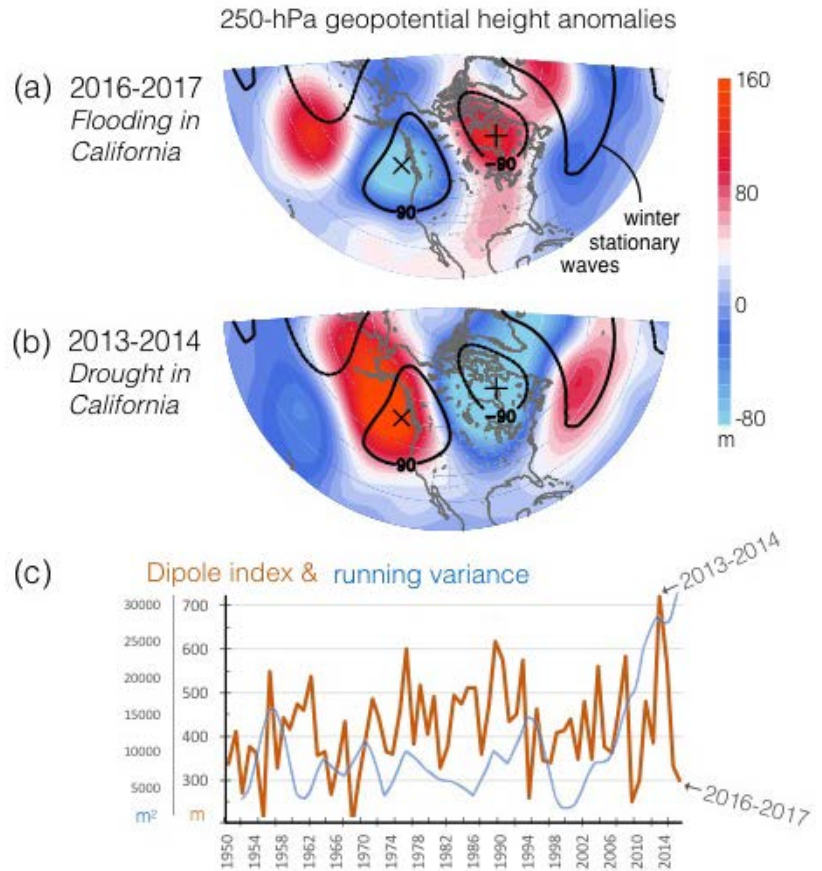 250-hPa geopotential height anomalies
(a) 2016-2017
Flooding in
California
90
-90
winter
stationary
waves
160
80
0
-80
m
(b) 2013-2014
Drought in
California
90
-90
(c) Dipole index & running variance
2013-2014
30000 700
25000
600
20000
500
15000
400
10000
300
5000
m² m
2016-2017
1950 1954 1958 1962 1966 1970 1974 1978 1982 1986 1990 1994 1998 2002 2006 2010 2014